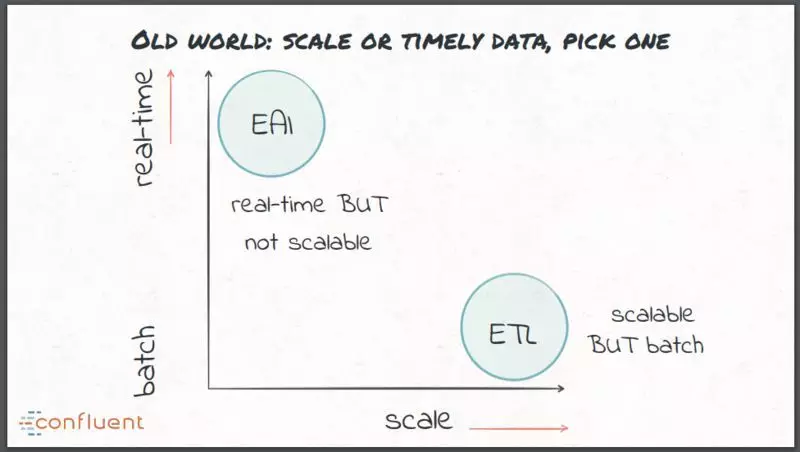 OLD WORLD: SCALE OR TIMELY DATA, PICK ONE
real-time
EAI
real-time BUT
not scalable
batch
ETL
scalable
BUT batch
scale
confluent